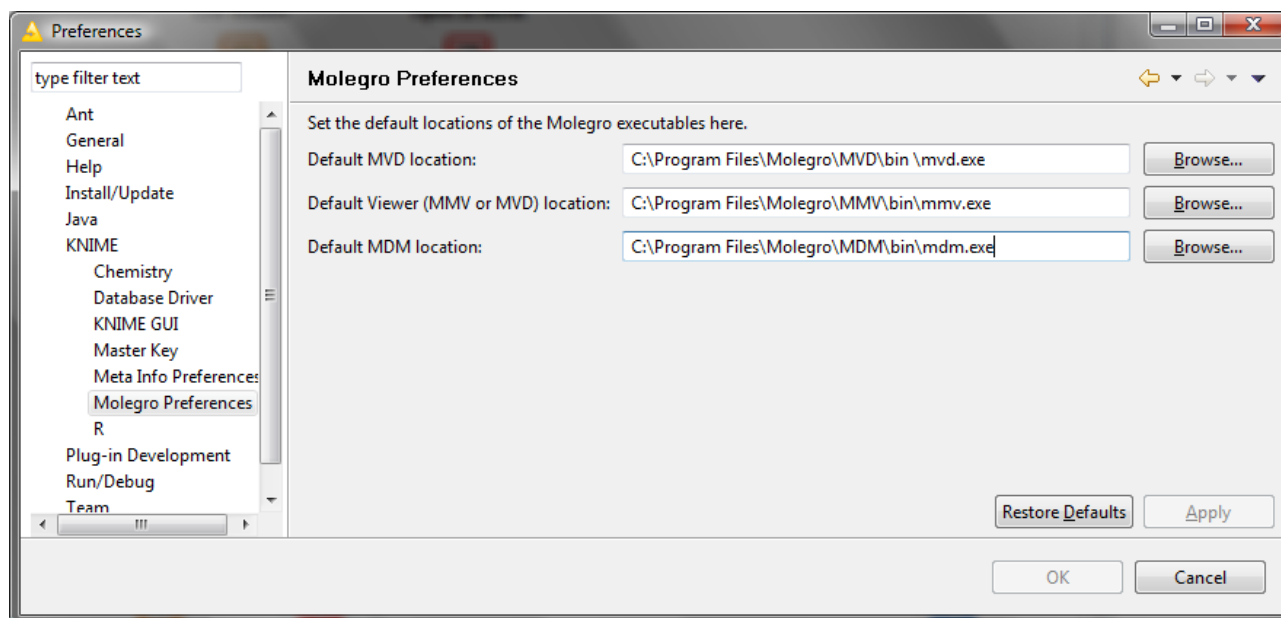 Preferences
type filter text
Ant
General
Help
Install/Update
Java
KNIME
Chemistry
Database Driver
KNIME GUI
Master Key
Meta Info Preferences
Molegro Preferences
R
Plug-in Development
Run/Debug
Team
Molegro Preferences
Set the default locations of the Molegro executables here.
Default MVD location: C:\Program Files\Molegro\MVD\bin \mvd.exe Browse...
Default Viewer (MMV or MVD) location: C:\Program Files\Molegro\MMV\bin\mmv.exe Browse...
Default MDM location: C:\Program Files\Molegro\MDM\bin\mdm.exe Browse...
Restore Defaults Apply
OK Cancel